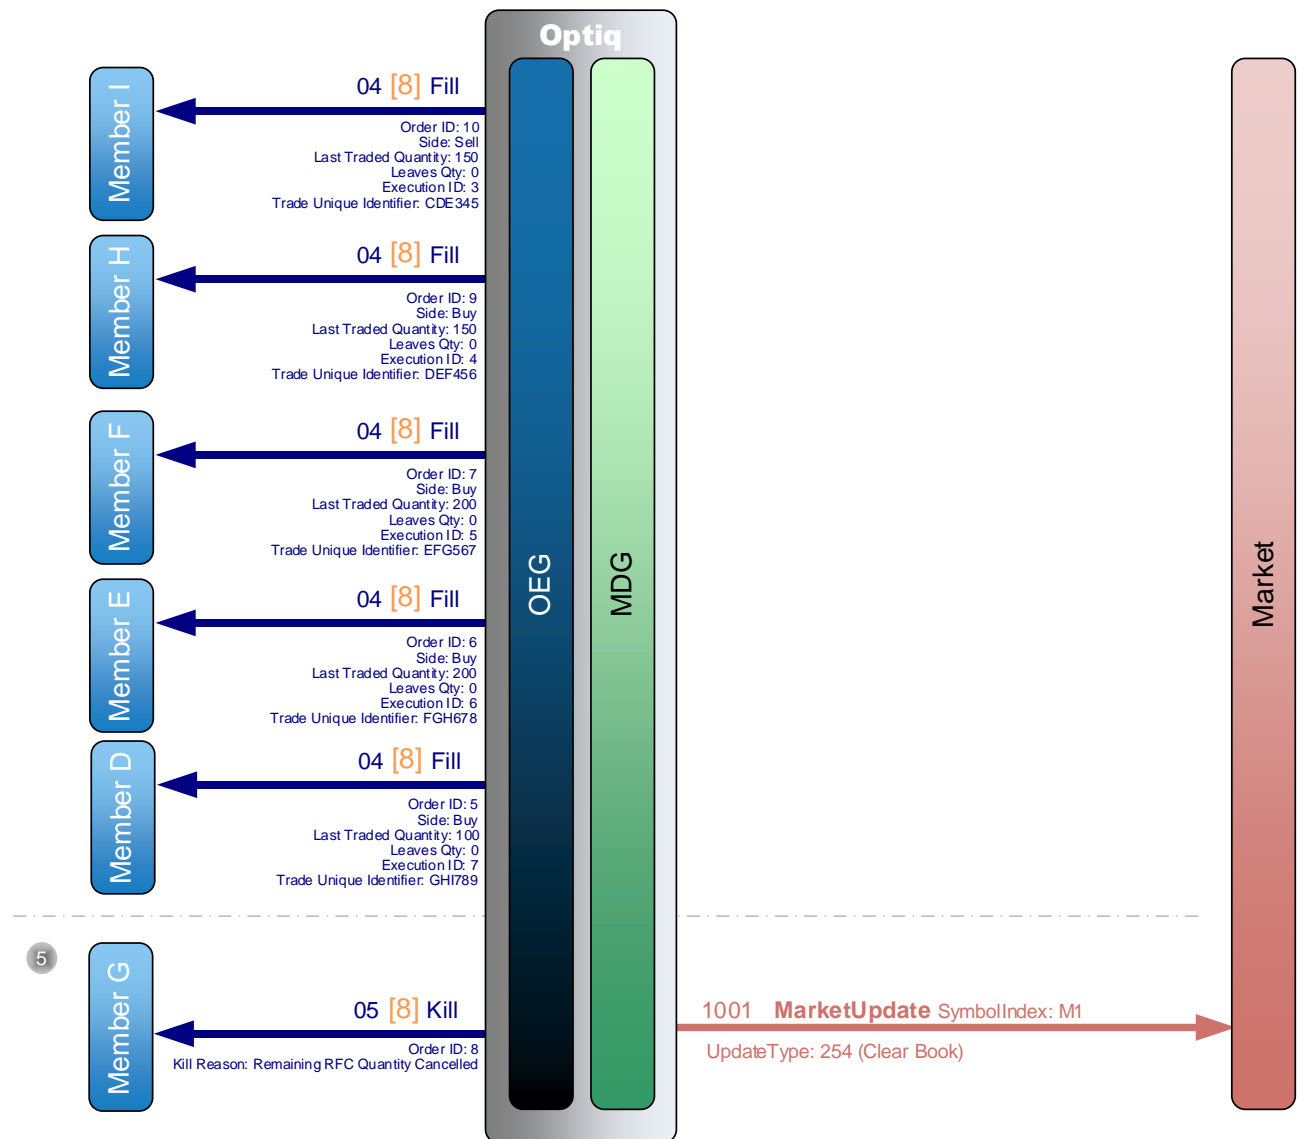 Optiq
Member I
04 [8] Fill
Order ID: 10
Side: Sell
Last Traded Quantity: 150
Leaves Qty: 0
Execution ID: 3
Trade Unique Identifier: CDE345
Member H
04 [8] Fill
Order ID: 9
Side: Buy
Last Traded Quantity: 150
Leaves Qty: 0
Execution ID: 4
Trade Unique Identifier: DEF456
Member F
04 [8] Fill
Order ID: 7
Side: Buy
Last Traded Quantity: 200
Leaves Qty: 0
Execution ID: 5
Trade Unique Identifier: EFG567
OEG
MDG
Market
Member E
04 [8] Fill
Order ID: 6
Side: Buy
Last Traded Quantity: 200
Leaves Qty: 0
Execution ID: 6
Trade Unique Identifier: FGH678
Member D
04 [8] Fill
Order ID: 5
Side: Buy
Last Traded Quantity: 100
Leaves Qty: 0
Execution ID: 7
Trade Unique Identifier: GHI789
5
Member G
05 [8] Kill
Order ID: 8
Kill Reason: Remaining RFC Quantity Cancelled
1001 MarketUpdate SymbolIndex: M1
UpdateType: 254 (Clear Book)